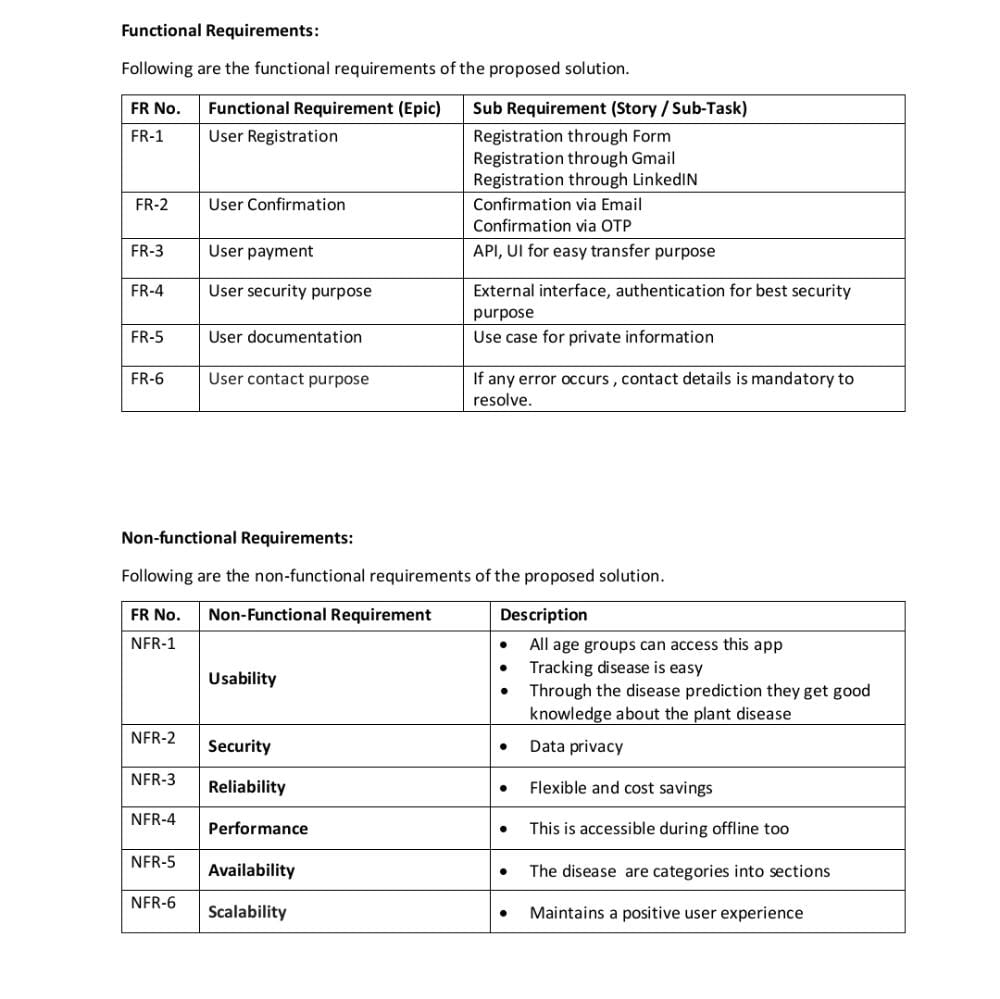 Functional Requirements:
Following are the functional requirements of the proposed solution.
FR No. Functional Requirement (Epic) Sub Requirement (Story / Sub-Task)
FR-1 User Registration Registration through Form
Registration through Gmail
Registration through LinkedIN
FR-2 User Confirmation Confirmation via Email
Confirmation via OTP
FR-3 User payment API, UI for easy transfer purpose
FR-4 User security purpose External interface, authentication for best security
purpose
FR-5 User documentation Use case for private information
FR-6 User contact purpose If any error occurs , contact details is mandatory to
resolve.
Non-functional Requirements:
Following are the non-functional requirements of the proposed solution.
FR No. Non-Functional Requirement Description
NFR-1 Usability • All age groups can access this app
• Tracking disease is easy
• Through the disease prediction they get good
knowledge about the plant disease
NFR-2 Security • Data privacy
NFR-3 Reliability • Flexible and cost savings
NFR-4 Performance • This is accessible during offline too
NFR-5 Availability • The disease are categories into sections
NFR-6 Scalability • Maintains a positive user experience